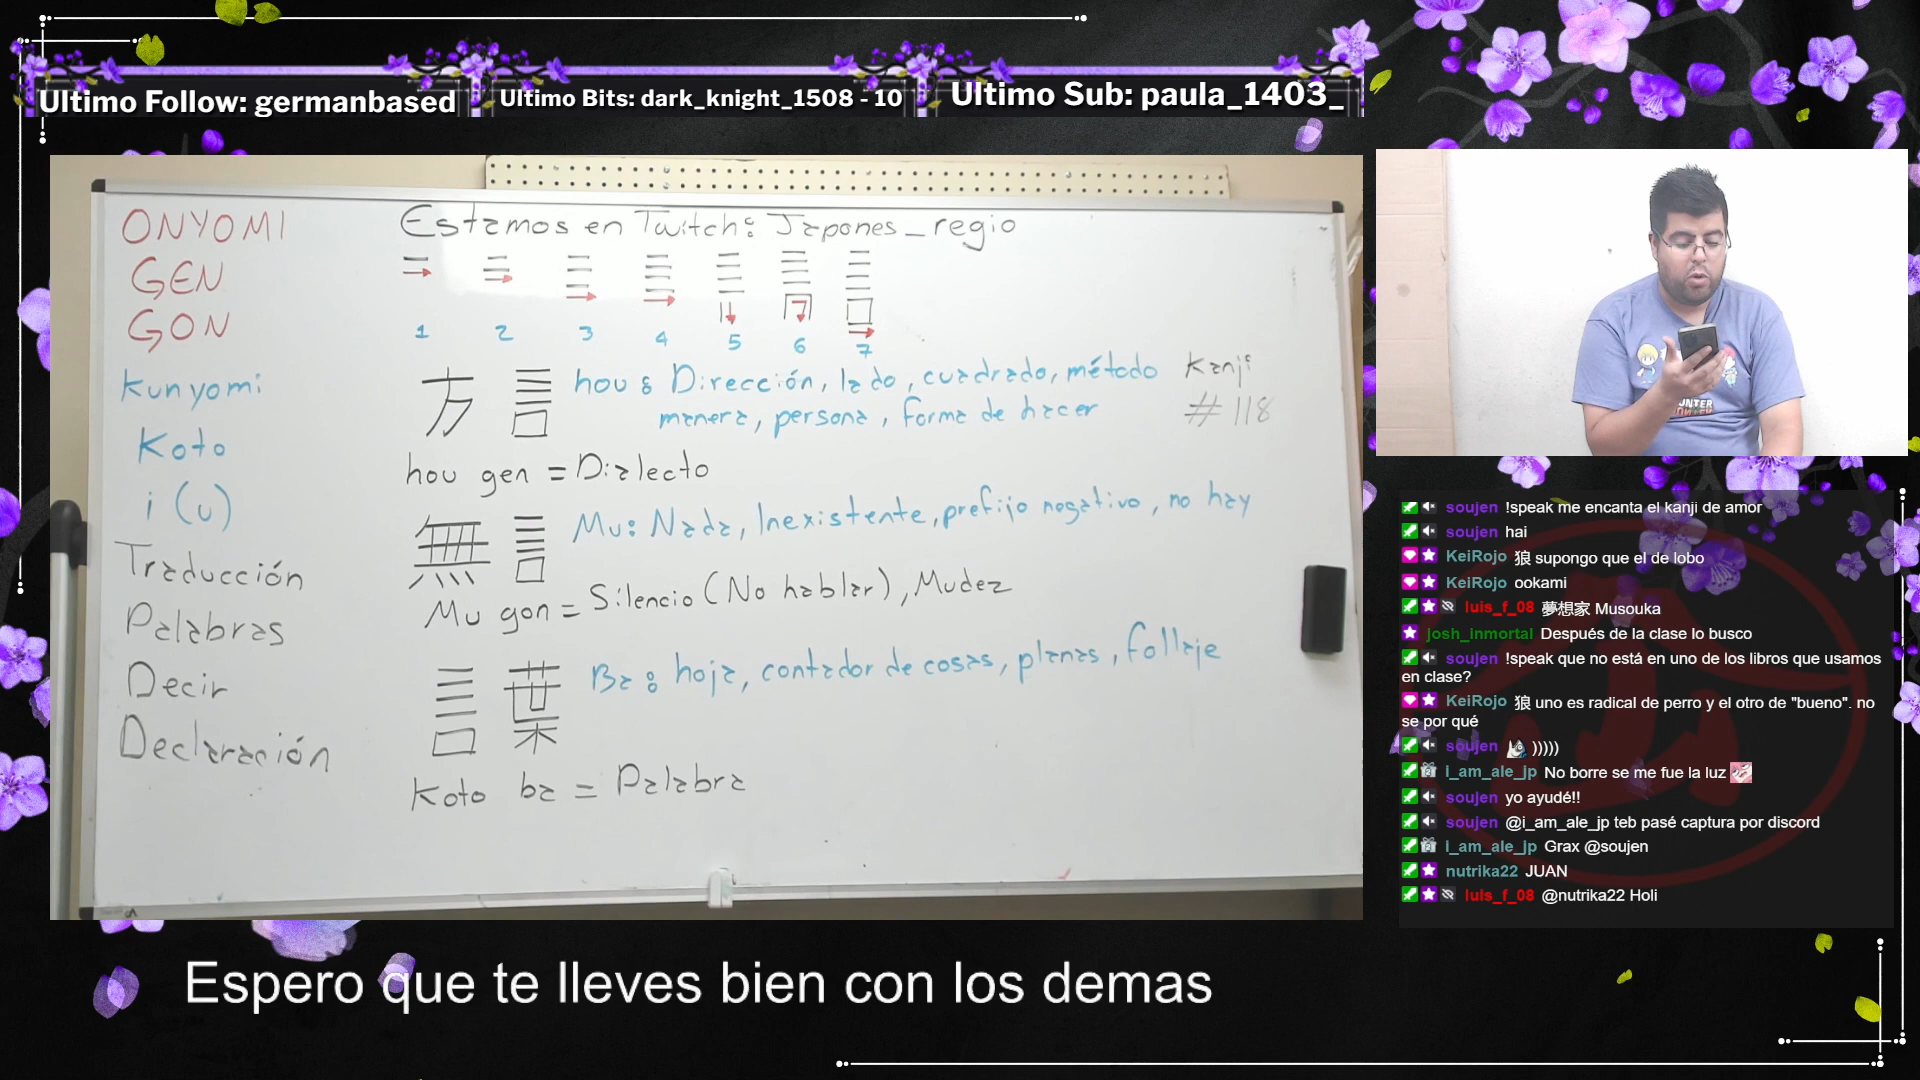 Ultimo Follow: germanbased
Ultimo Bits: dark_knight_1508 - 10
Ultimo Sub: paula_1403_
ONYOMI
GEN
GON
Kunyomi
Koto
i (u)
Traducción
Palabras
Decir
Declaración
Estamos en Twitch: Japones_regio
1 2 3 4 5 6 7
方言 hou: Dirección, lado, cuadrado, método
manera, persona, forma de hacer
Kanji
#118
hou gen = Dialecto
無言 Mu: Nada, Inexistente, prefijo negativo, no hay
Mu gon = Silencio (No hablar), Mudez
言葉 Ba: hoja, contador de cosas, planas, follaje
Koto ba = Palabra
soujen !speak me encanta el kanji de amor
soujen hai
KeiRojo 狼 supongo que el de lobo
KeiRojo ookami
luis_f_08 夢想家 Musouka
josh_inmortal Después de la clase lo busco
soujen !speak que no está en uno de los libros que usamos
en clase?
KeiRojo 狼 uno es radical de perro y el otro de "bueno". no
se por qué
soujen )))))
i_am_ale_jp No borre se me fue la luz
soujen yo ayudé!!
soujen @i_am_ale_jp teb pasé captura por discord
i_am_ale_jp Grax @soujen
nutrika22 JUAN
luis_f_08 @nutrika22 Holi
Espero que te lleves bien con los demas